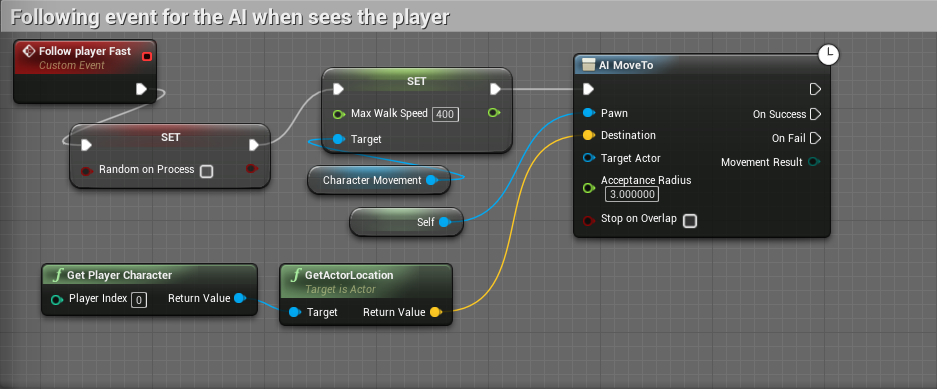 Following event for the AI when sees the player
Follow player Fast
Custom Event
SET
Random on Process
SET
Max Walk Speed 400
Target
Character Movement
Self
AI MoveTo
Pawn
On Success
Destination
On Fail
Target Actor
Movement Result
Acceptance Radius
3.000000
Stop on Overlap
f Get Player Character
Player Index 0
Return Value
f GetActorLocation
Target is Actor
Target
Return Value